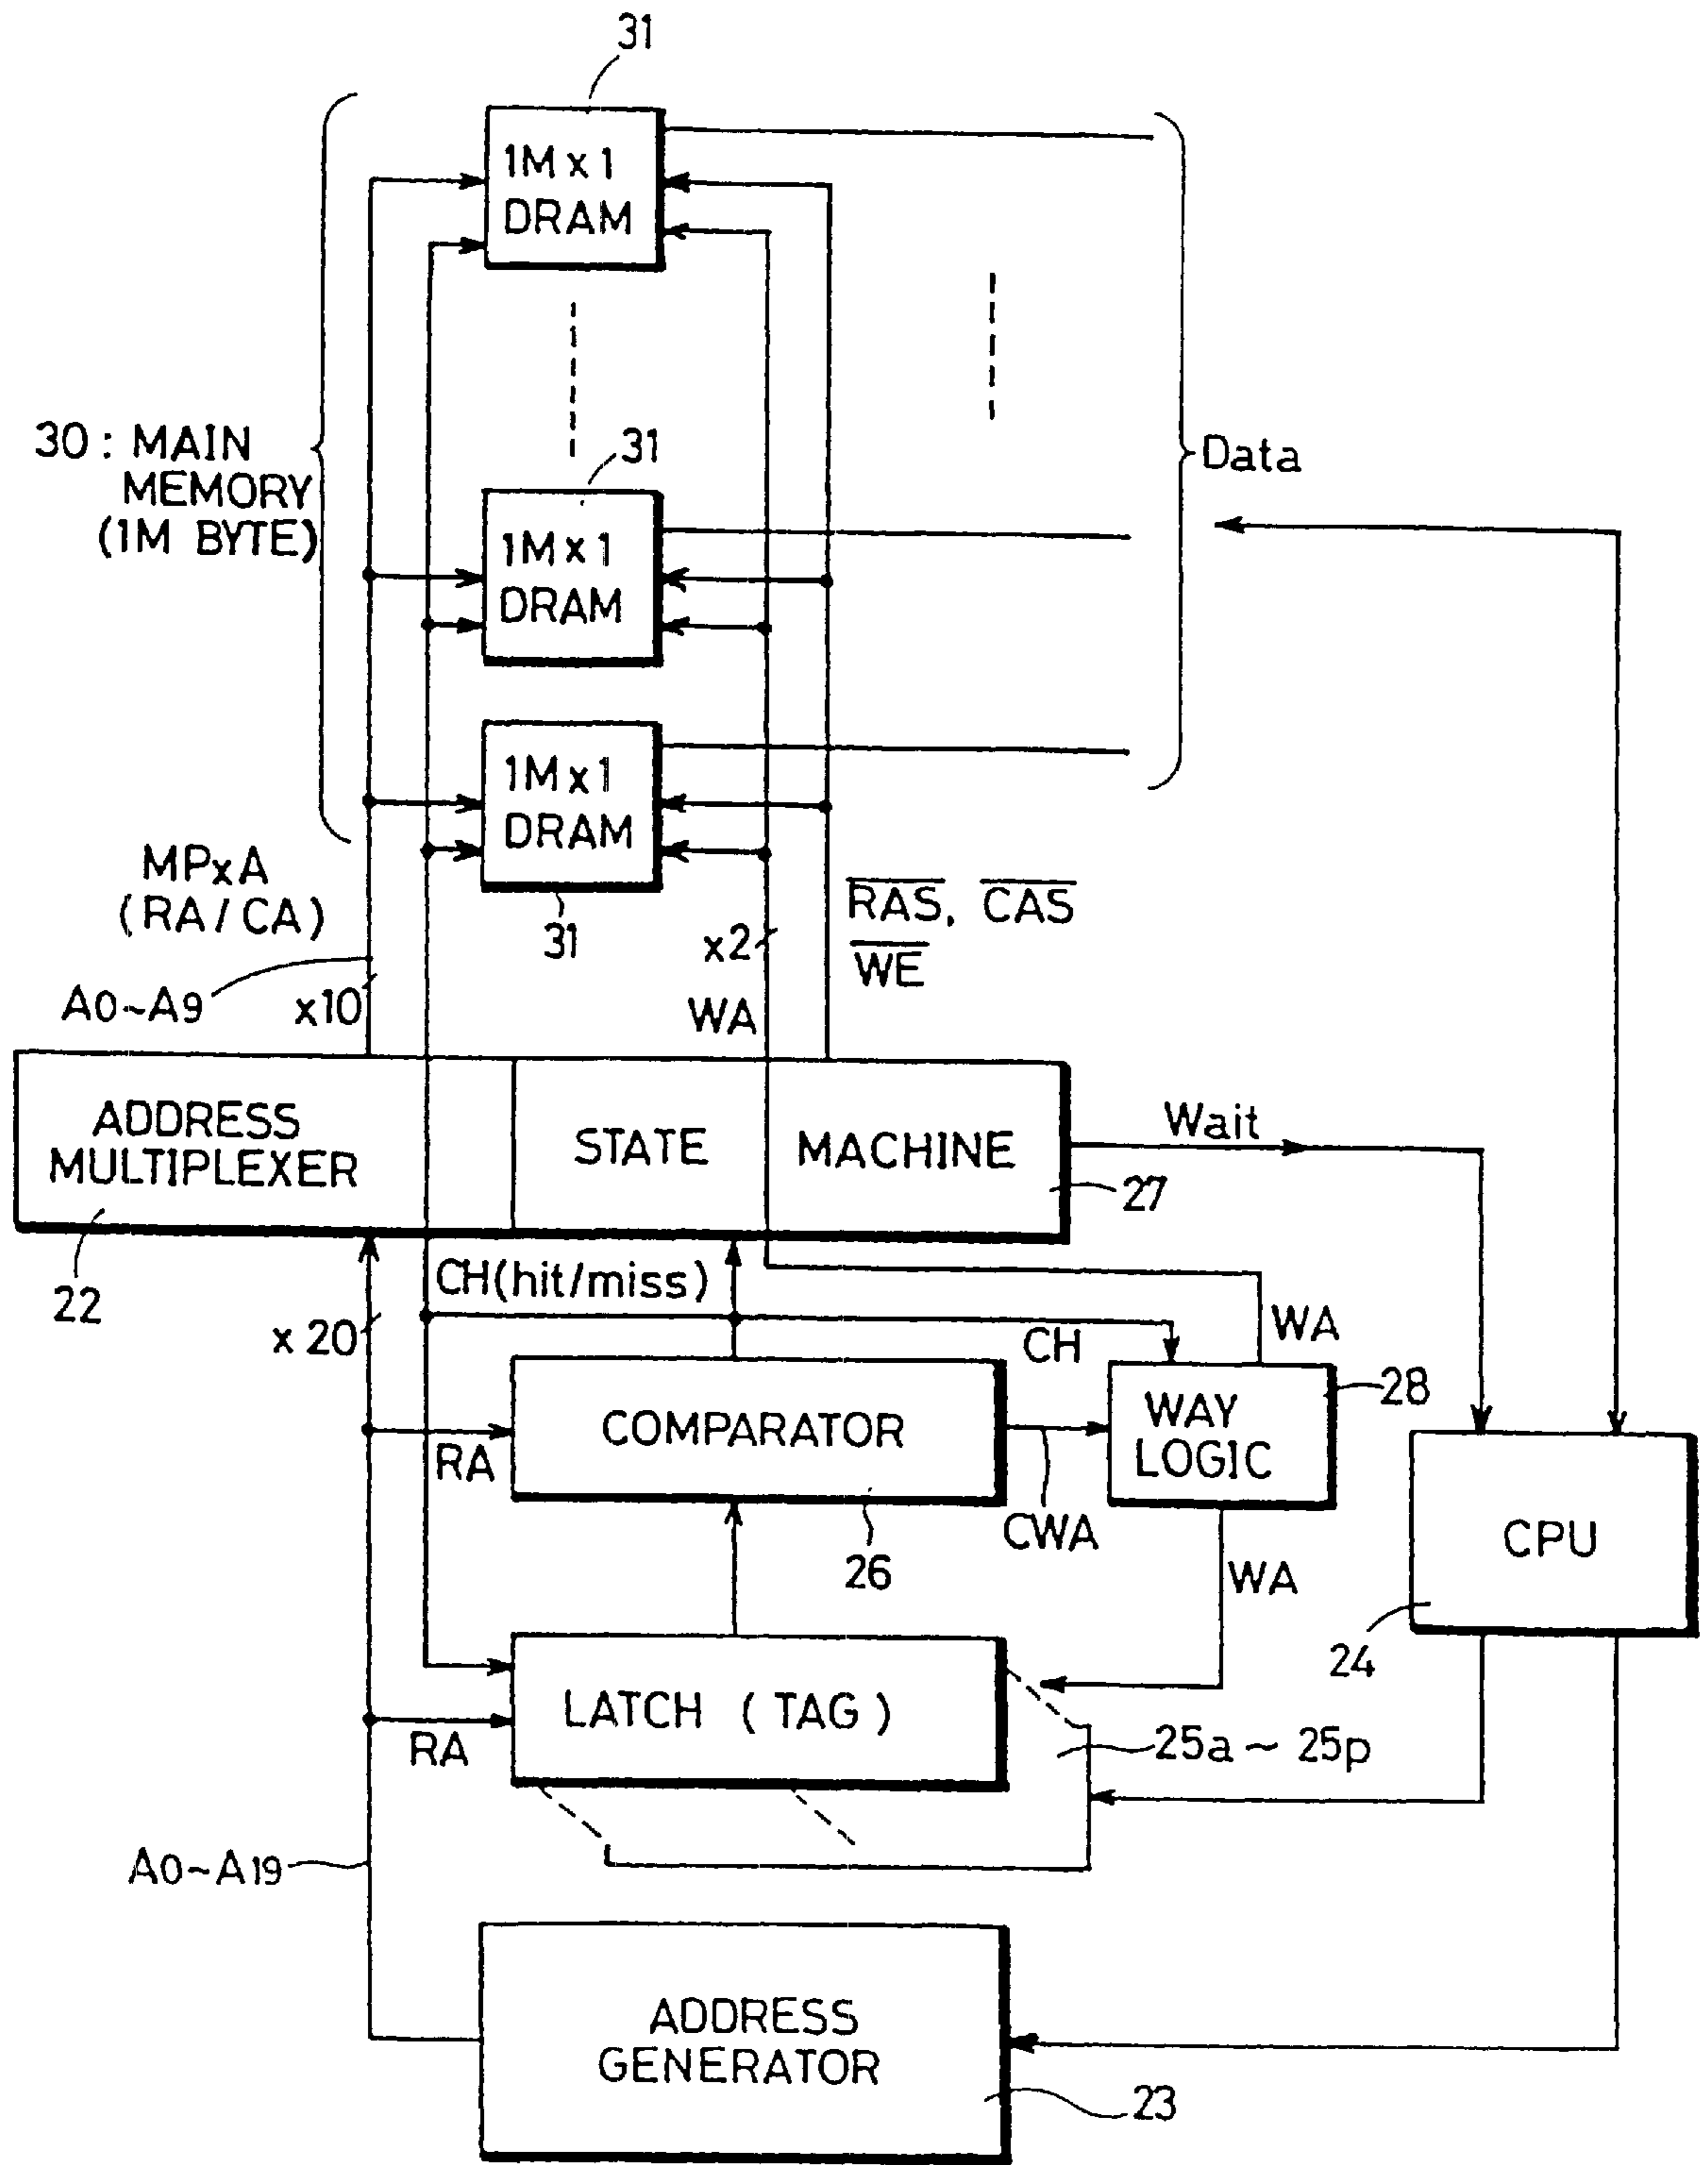 31
1M x 1
DRAM
30 : MAIN
MEMORY
(1M BYTE)
31
1M x 1
DRAM
Data
1M x 1
DRAM
31
MPxA
(RA / CA)
A0~A9
x10
x2
WA
RAS, CAS
WE
ADDRESS
MULTIPLEXER
STATE MACHINE
Wait
27
22
CH(hit/miss)
x 20
CH
WA
28
COMPARATOR
RA
WAY
LOGIC
CWA
26
CPU
WA
24
LATCH ( TAG )
RA
25a ~ 25p
A0~A19
ADDRESS
GENERATOR
23